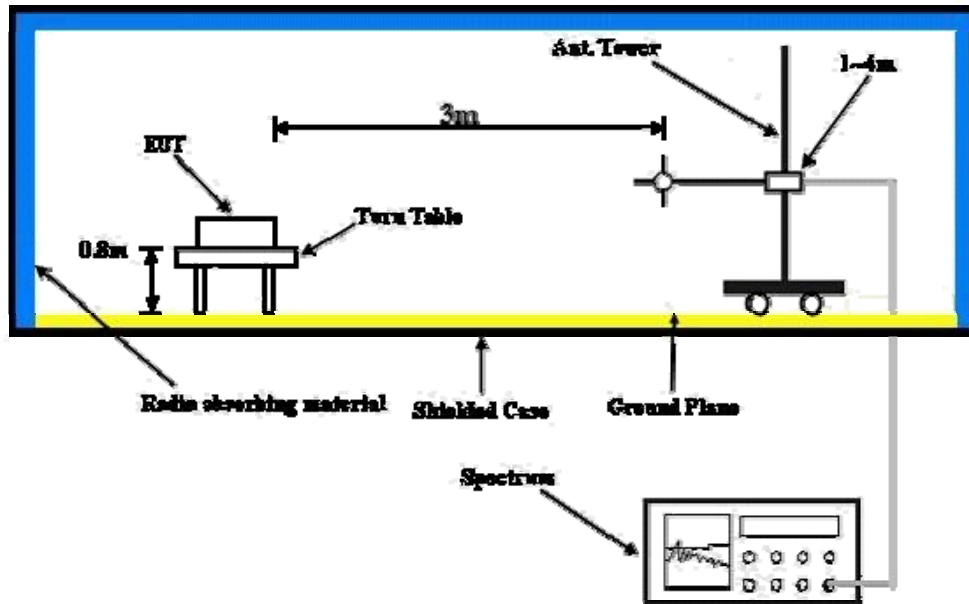 Ant. Tower
1~4m
3m
EUT
Turn Table
0.8m
Radio absorbing material
Shielded Case
Ground Plane
Spectrum